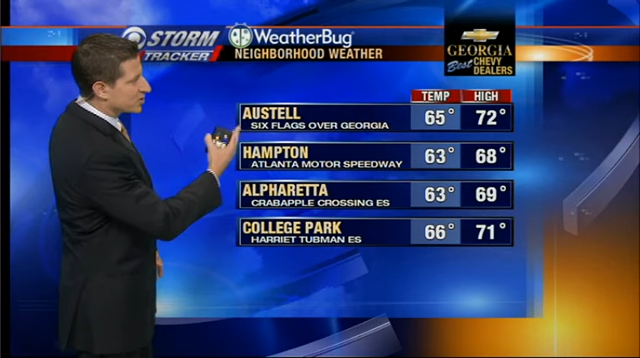 STORM
TRACKER
WeatherBug®
NEIGHBORHOOD WEATHER
GEORGIA
Best CHEVY
DEALERS
TEMP HIGH
AUSTELL
SIX FLAGS OVER GEORGIA
65° 72°
HAMPTON
ATLANTA MOTOR SPEEDWAY
63° 68°
ALPHARETTA
CRABAPPLE CROSSING ES
63° 69°
COLLEGE PARK
HARRIET TUBMAN ES
66° 71°